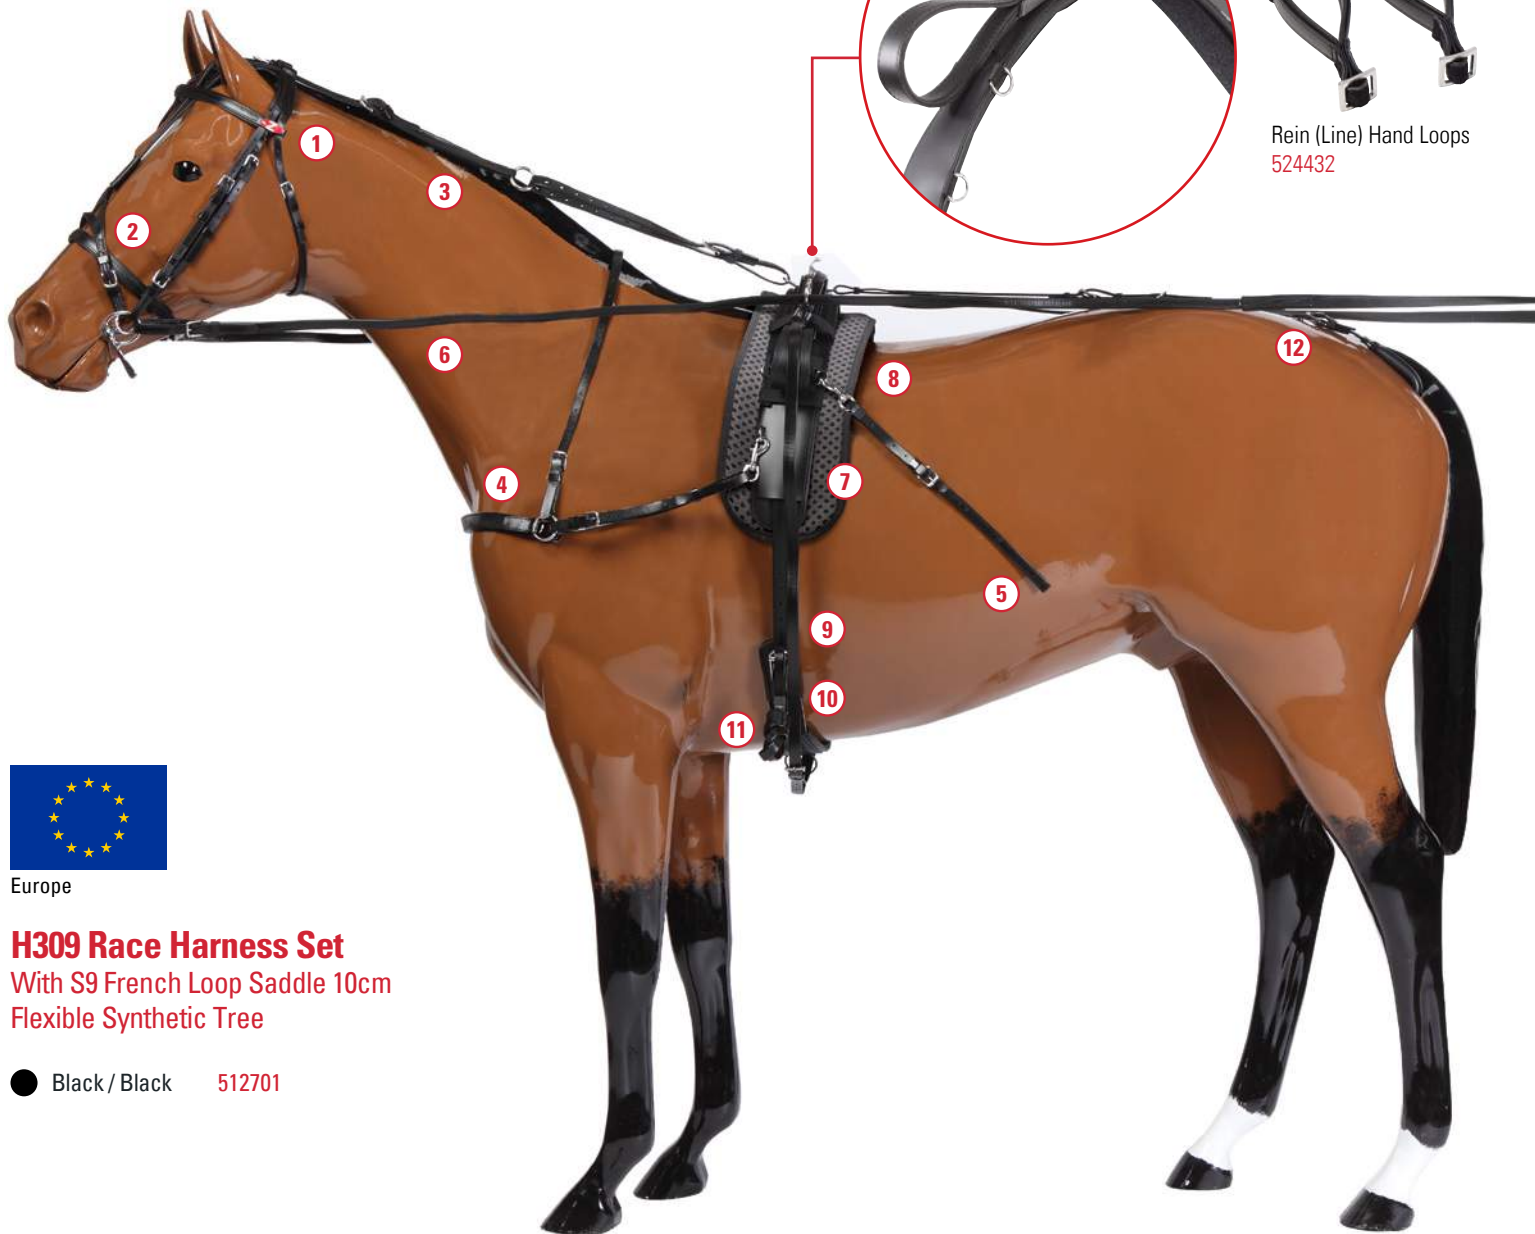 Rein (Line) Hand Loops
524432
1
3
2
6
12
8
4
7
5
9
10
11
Europe
H309 Race Harness Set
With S9 French Loop Saddle 10cm
Flexible Synthetic Tree
Black / Black 512701